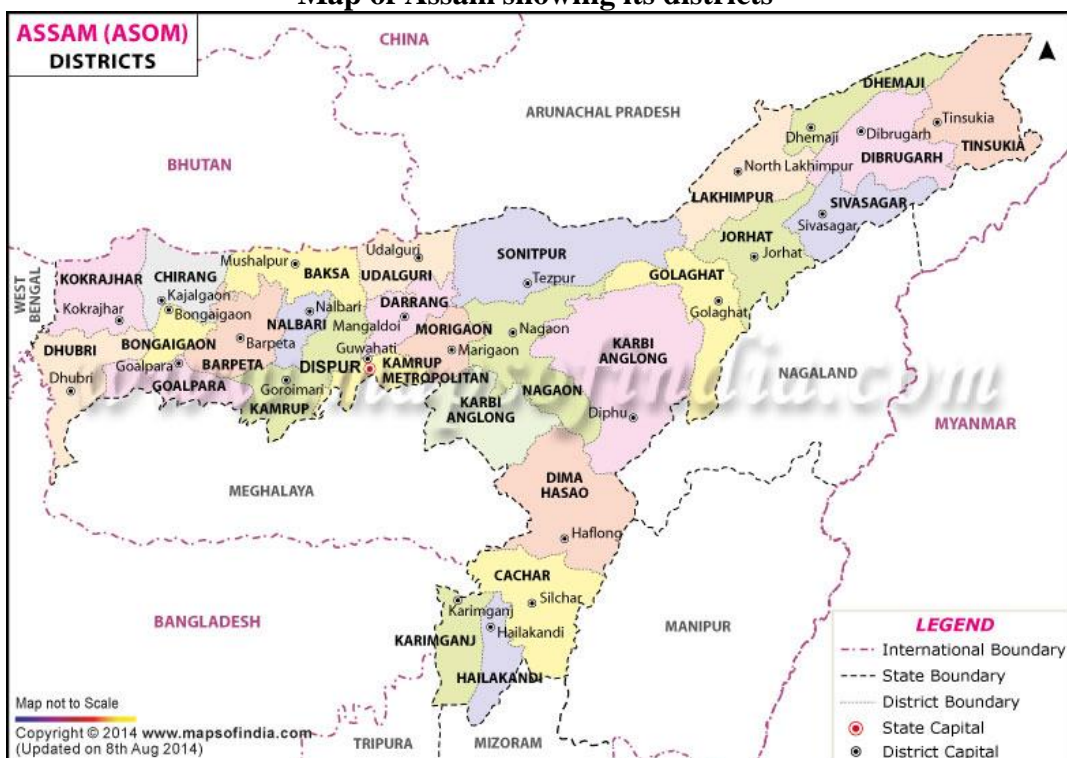 Map of Assam showing its districts
ASSAM (ASOM)
DISTRICTS
CHINA
ARUNACHAL PRADESH
BHUTAN
DHEMAJI
Dhemaji
Dibrugarh
DIBRUGARH
Tinsukia
TINSUKIA
North Lakhimpur
LAKHIMPUR
SIVASAGAR
Sivasagar
JORHAT
Jorhat
SONITPUR
Tezpur
GOLAGHAT
Golaghat
Udalguri
UDALGURI
Mushalpur
BAKSA
WEST
BENGAL
KOKRAJHAR
Kokrajhar
CHIRANG
Kajalgaon
Bongaigaon
BONGAIGAON
DHUBRI
Dhubri
Nalbari
NALBARI
Barpeta
BARPETA
DARRANG
Mangaldoi
MORIGAON
Marigaon
Nagaon
NAGAON
Guwahati
DISPUR
KAMRUP
METROPOLITAN
Goalpara
GOALPARA
Goroimari
KAMRUP
KARBI
ANGLONG
KARBI
ANGLONG
Diphu
NAGALAND
MYANMAR
mapsofindia.com
MEGHALAYA
DIMA
HASAO
Haflong
CACHAR
Silchar
Karimganj
KARIMGANJ
Hailakandi
HAILAKANDI
BANGLADESH
MANIPUR
TRIPURA
MIZORAM
LEGEND
International Boundary
State Boundary
District Boundary
State Capital
District Capital
Map not to Scale
Copyright © 2014 www.mapsofindia.com
(Updated on 8th Aug 2014)